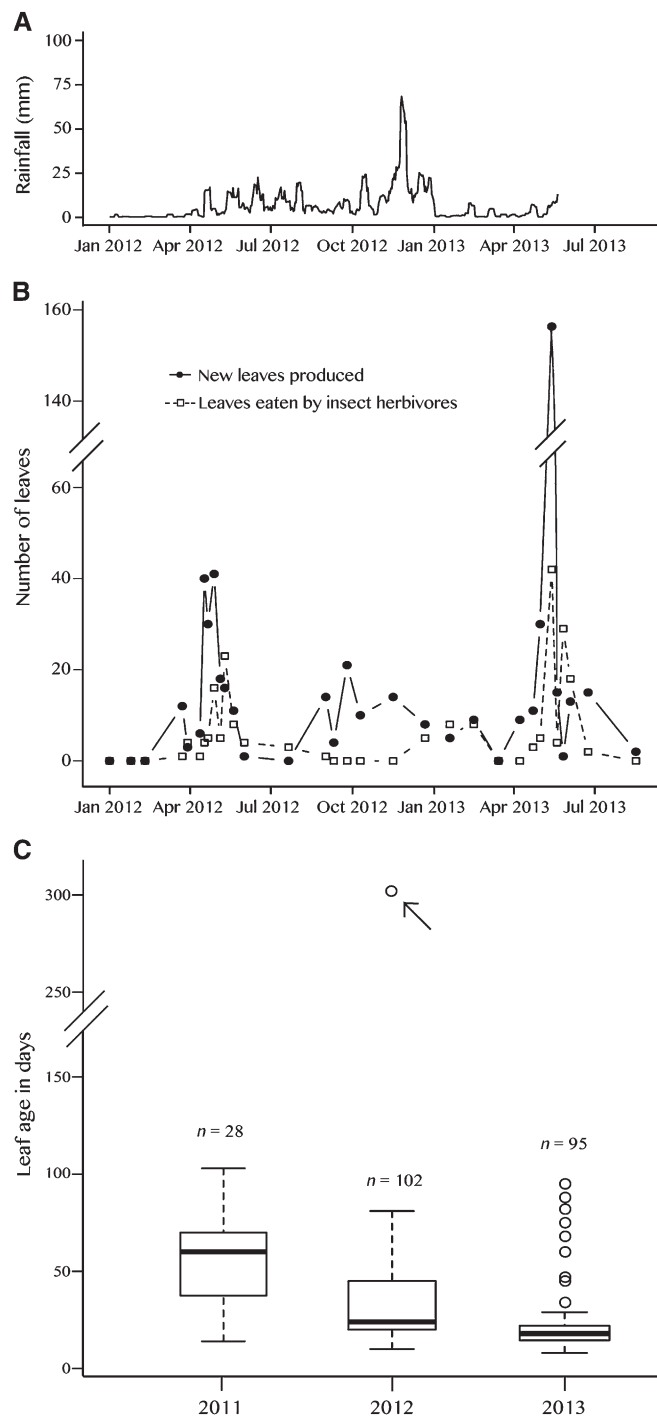 A
100
75
50
25
0
Rainfall (mm)
Jan 2012 Apr 2012 Jul 2012 Oct 2012 Jan 2013 Apr 2013 Jul 2013
B
160
140
60
40
20
0
Number of leaves
New leaves produced
Leaves eaten by insect herbivores
Jan 2012 Apr 2012 Jul 2012 Oct 2012 Jan 2013 Apr 2013 Jul 2013
C
300
250
150
100
50
0
Leaf age in days
n = 28
n = 102
n = 95
2011 2012 2013